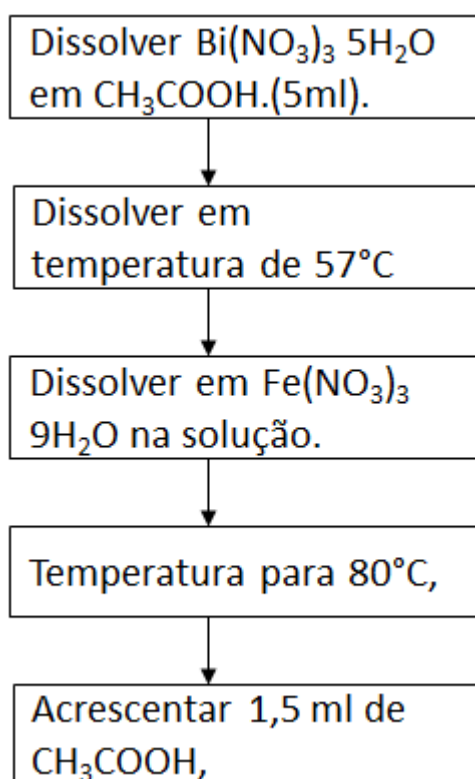 Dissolver Bi(NO₃)₃ 5H₂O
em CH₃COOH.(5ml).
Dissolver em
temperatura de 57°C
Dissolver em Fe(NO₃)₃
9H₂O na solução.
Temperatura para 80°C,
Acrescentar 1,5 ml de
CH₃COOH,